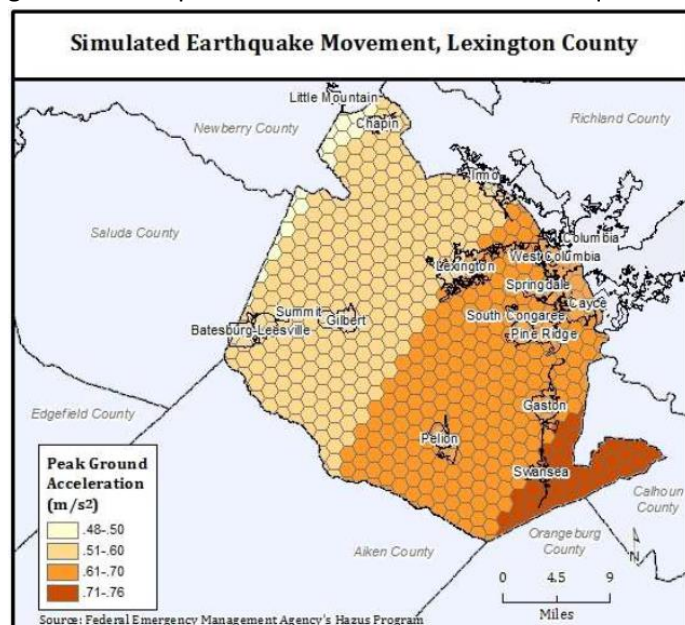 Simulated Earthquake Movement, Lexington County
Little Mountain
Chapin
Newberry County
Richland County
Irmo
Saluda County
Columbia
West Columbia
Lexington
Springdale
Cayce
Summit
South Congaree
Gilbert
Batesburg-Leesville
Pine Ridge
Edgefield County
Gaston
Pelion
Swansea
Calhoun
County
Orangeburg
County
Aiken County
N
Peak Ground
Acceleration
(m/s2)
.48-.50
.51-.60
.61-.70
.71-.76
0 4.5 9
Miles
Source: Federal Emergency Management Agency's Hazus Program